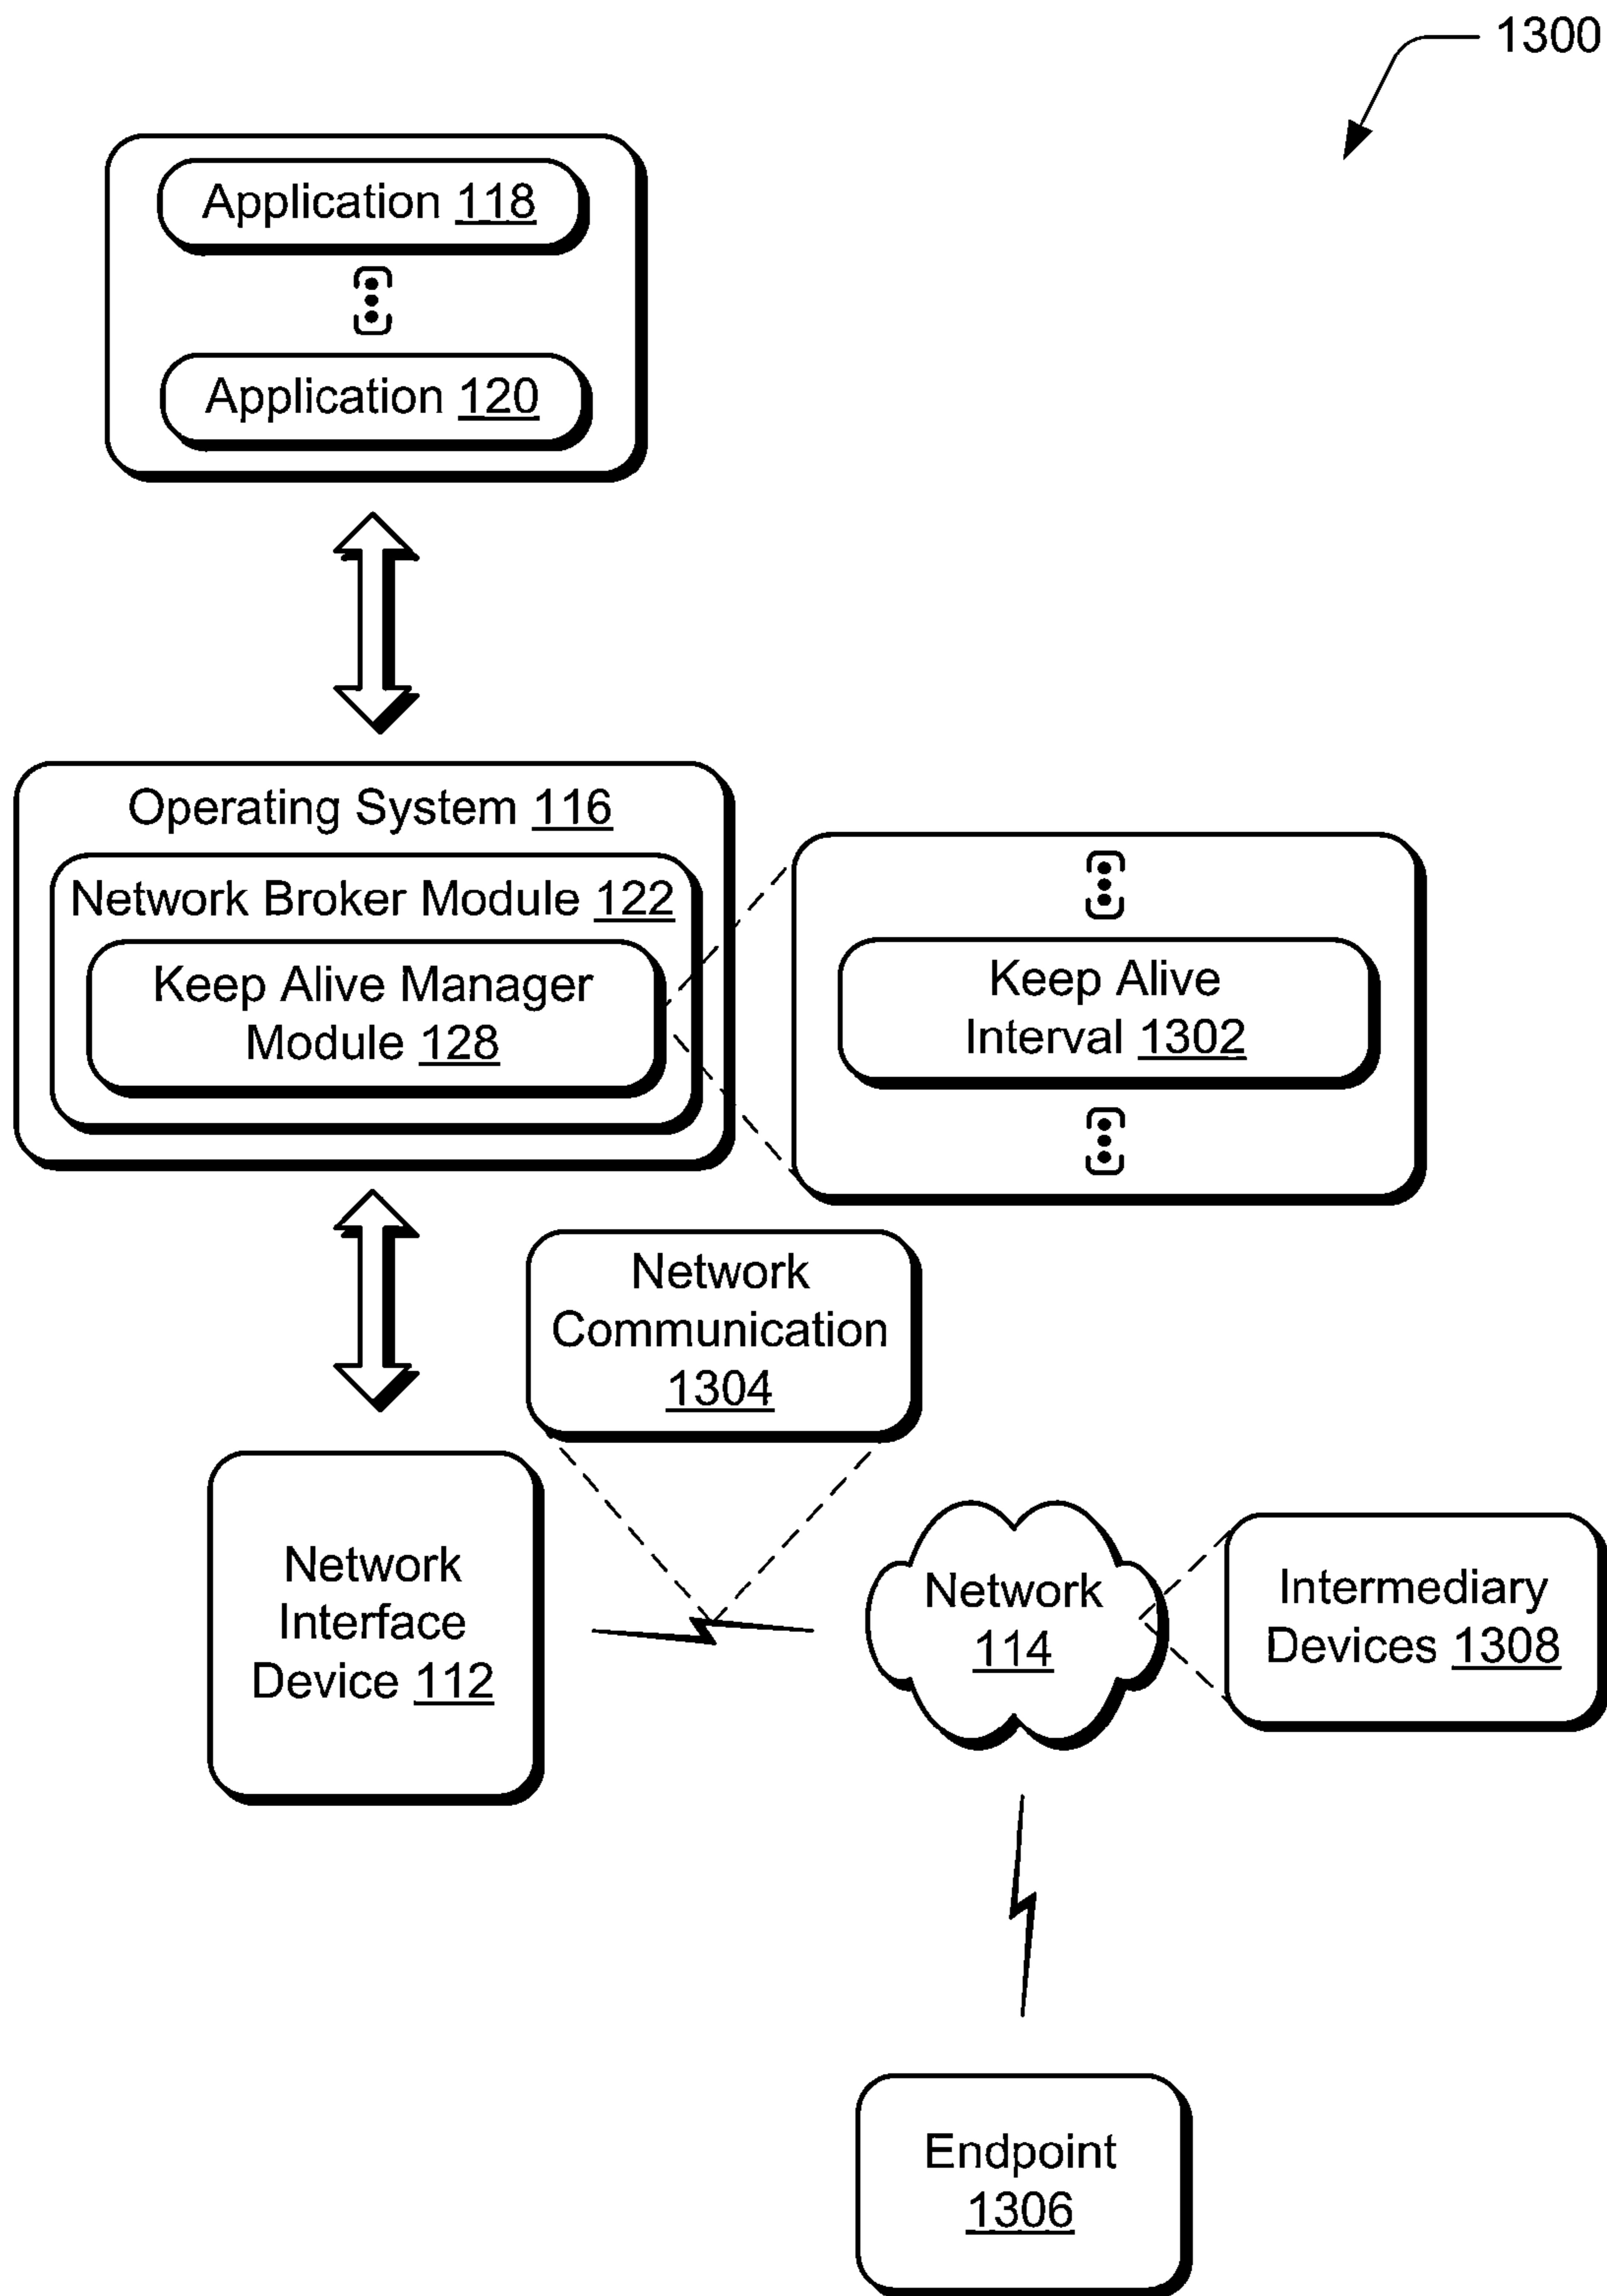 1300
Application 118
Application 120
Operating System 116
Network Broker Module 122
Keep Alive Manager
Module 128
Keep Alive
Interval 1302
Network
Communication
1304
Network
Interface
Device 112
Network
114
Intermediary
Devices 1308
Endpoint
1306